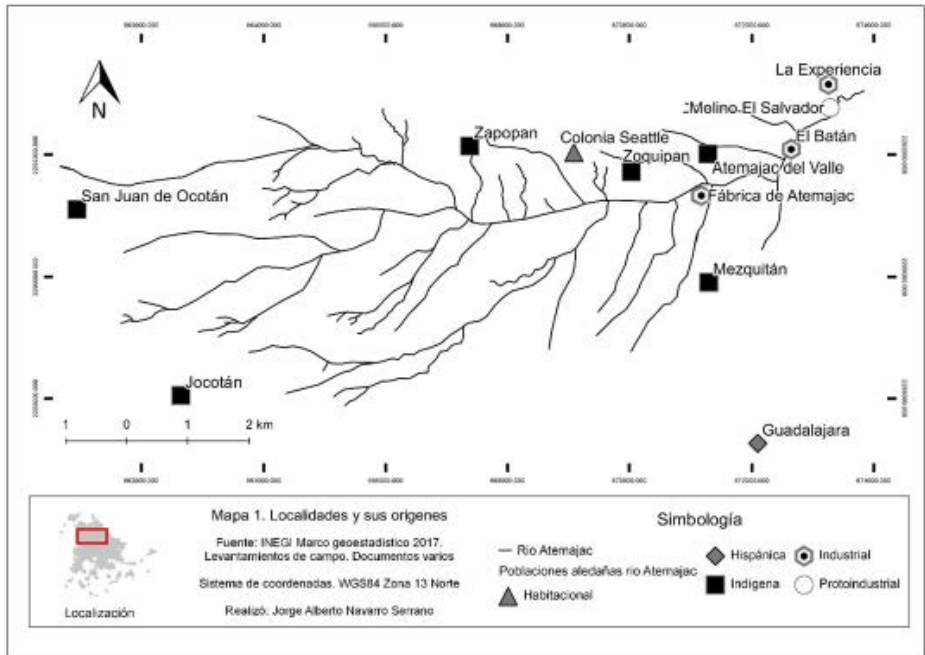 La Experiencia
Molino El Salvador
El Batán
Zapopan
Colonia Seattle
Zoquipan
Atemajac del Valle
San Juan de Ocotán
Fábrica de Atemajac
N
Mezquitán
Jocotán
1 0 1 2 km
Guadalajara
Mapa 1. Localidades y sus orígenes
Fuente: INEGI Marco geoestadístico 2017.
Levantamientos de campo. Documentos varios
Sistema de coordenadas. WGS84 Zona 13 Norte
Realizó: Jorge Alberto Navarro Serrano
Localización
Simbología
Rio Atemajac
Poblaciones aledañas rio Atemajac
Habitacional
Hispánica
Industrial
Indígena
Protoindustrial